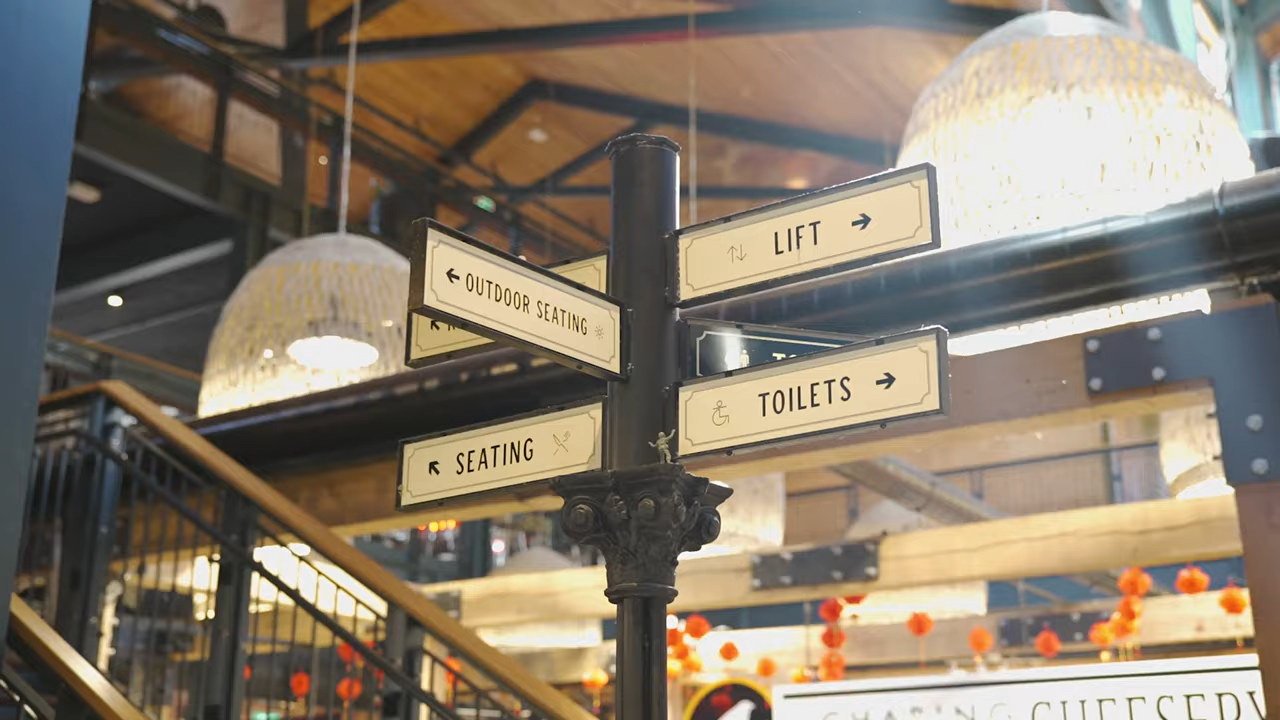 LIFT →
← OUTDOOR SEATING
TOILETS →
↖ SEATING